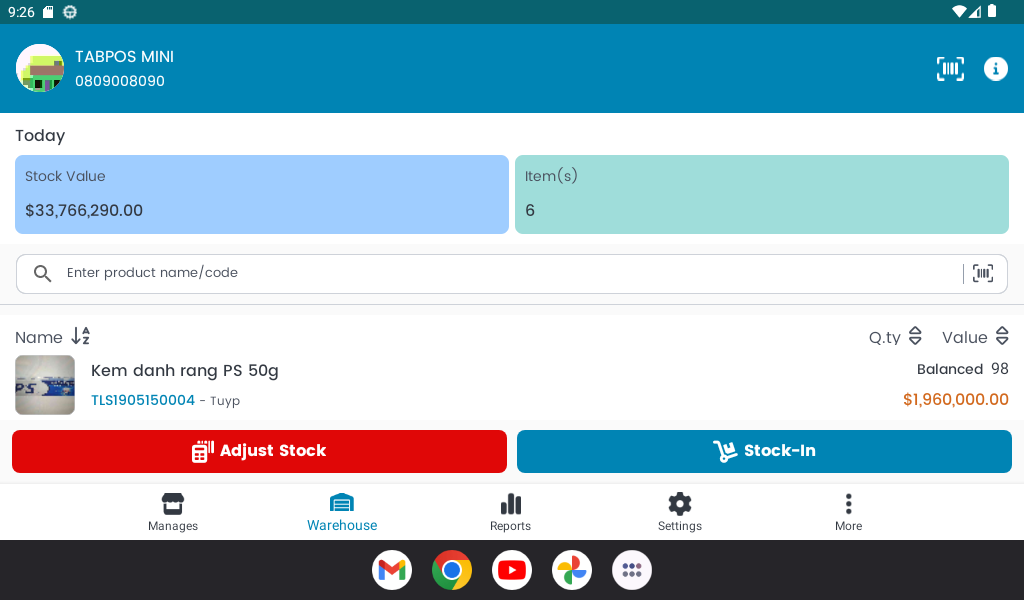 9:26
TABPOS MINI
0809008090
Today
Stock Value
$33,766,290.00
Item(s)
6
Enter product name/code
Name
Q.ty
Value
Kem danh rang PS 50g
Balanced 98
TLS1905150004 - Tuyp
$1,960,000.00
Adjust Stock
Stock-In
Manages
Warehouse
Reports
Settings
More